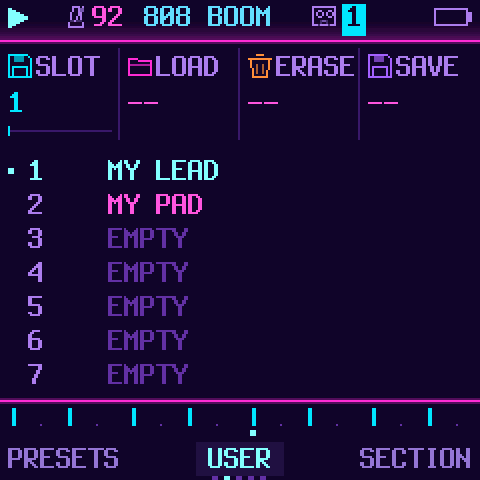 92 808 BOOM 1
SLOT LOAD ERASE SAVE
1 -- -- --
1 MY LEAD
2 MY PAD
3 EMPTY
4 EMPTY
5 EMPTY
6 EMPTY
7 EMPTY
PRESETS USER SECTION